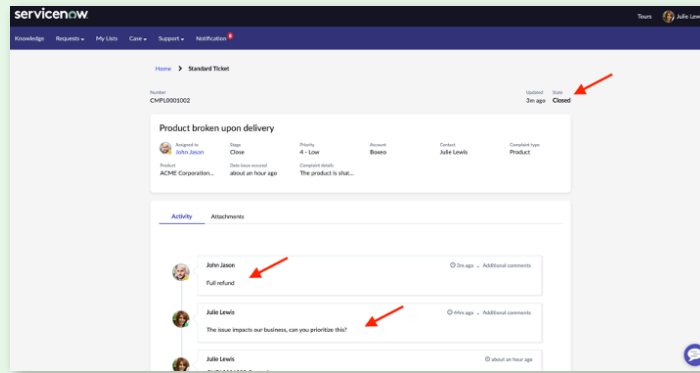 servicenow
Tours Julie Lew
Knowledge Requests My Lists Case Support Notification
Home > Standard Ticket
Number Updated State
CMPL0001002 3m ago Closed
Product broken upon delivery
Assigned to Stage Priority Account Contact Complaint type
John Jason Close 4 - Low Boxeo Julie Lewis Product
Product Date issue occured Complaint details
ACME Corporation... about an hour ago The product is shat...
Activity Attachments
John Jason 3m ago • Additional comments
Full refund
Julie Lewis 44m ago • Additional comments
The issue impacts our business, can you prioritize this?
Julie Lewis about an hour ago